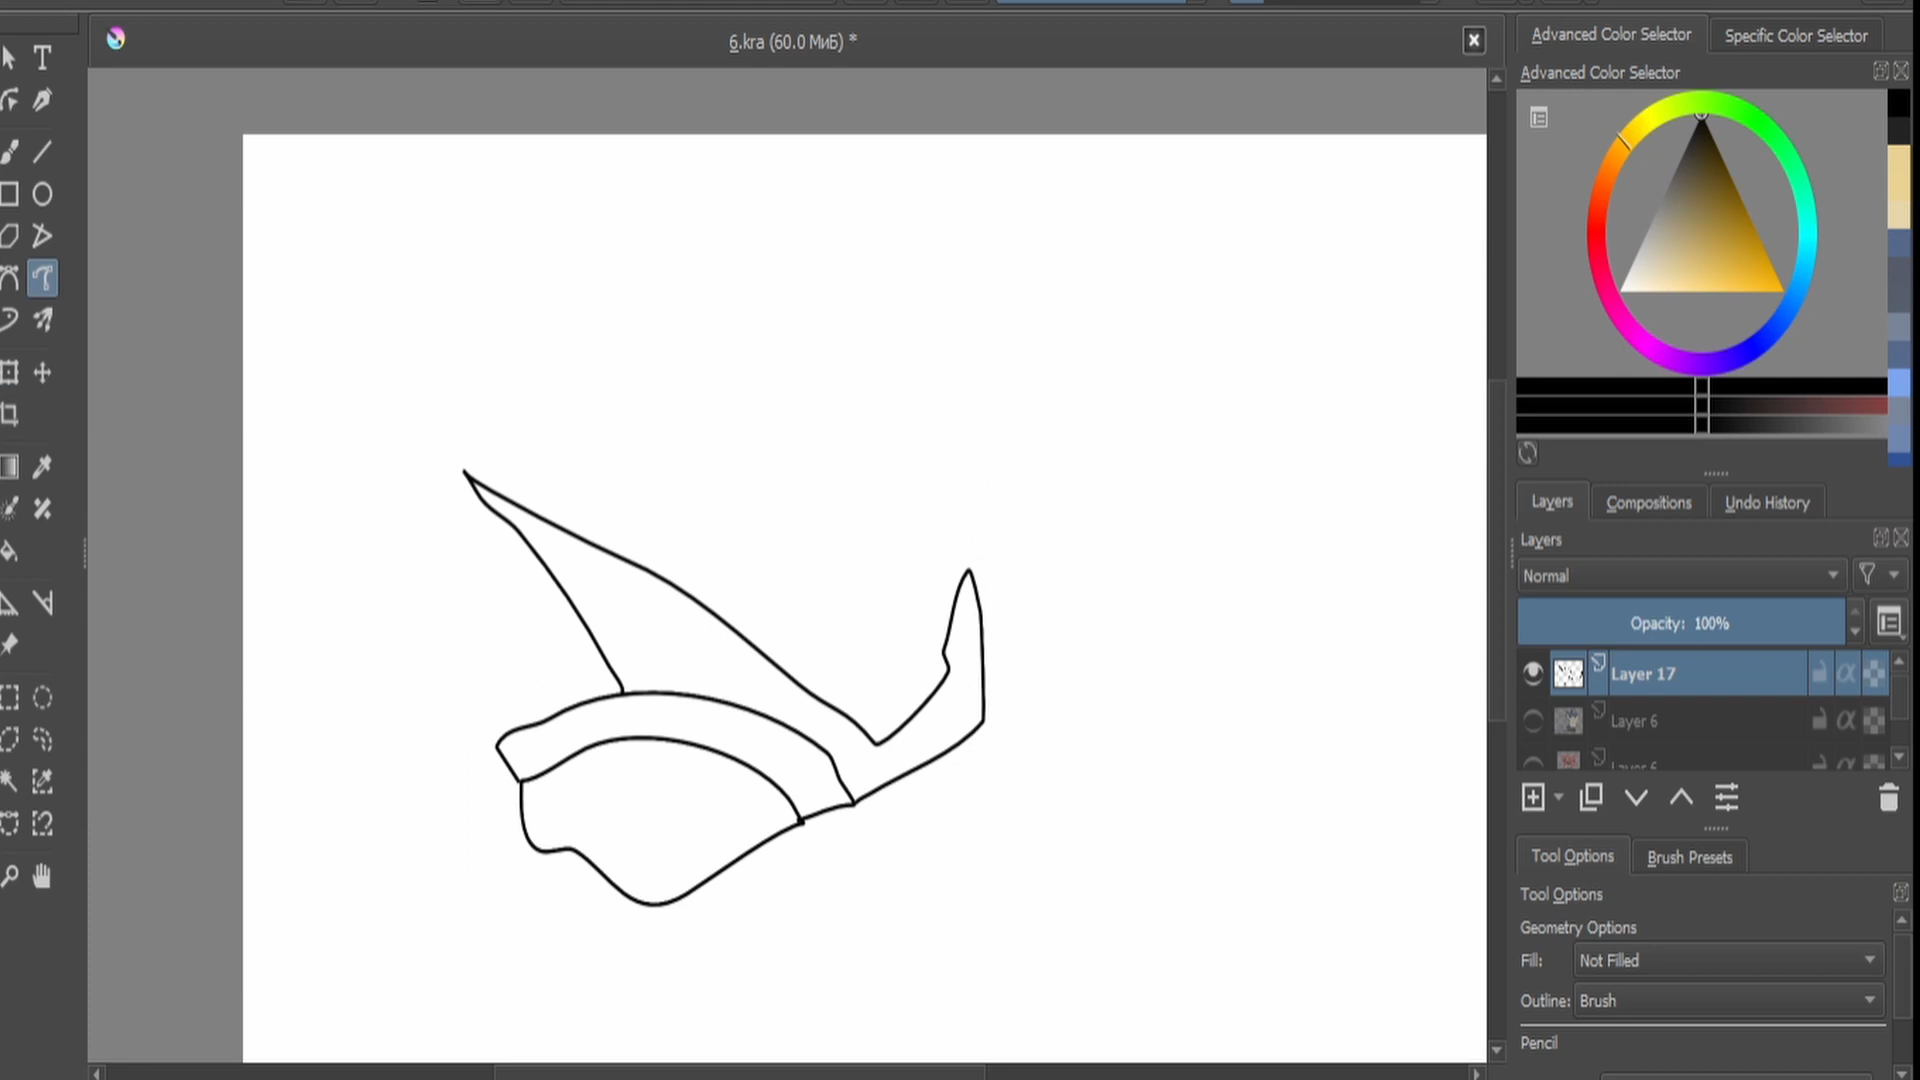 6.kra (60.0 МиБ) *
Advanced Color Selector
Specific Color Selector
Advanced Color Selector
Layers
Compositions
Undo History
Layers
Normal
Opacity: 100%
Layer 17
Layer 6
Layer 6
Tool Options
Brush Presets
Tool Options
Geometry Options
Fill: Not Filled
Outline: Brush
Pencil